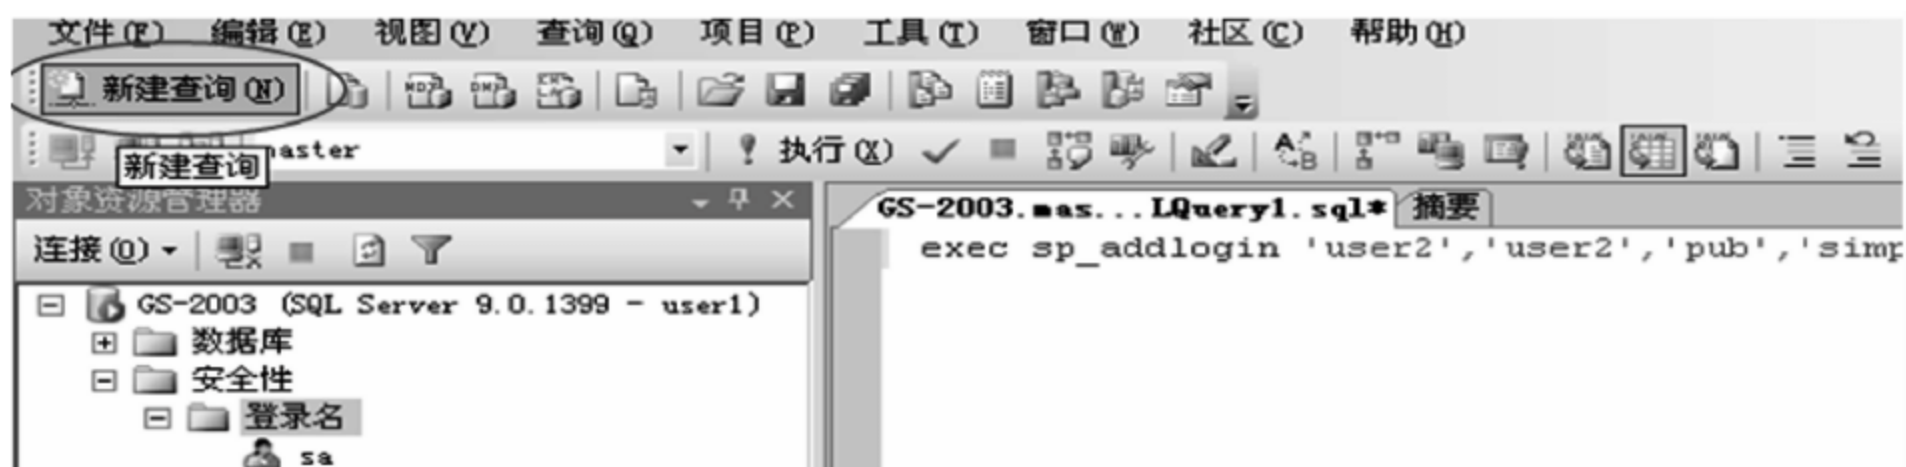 文件(F) 编辑(E) 视图(V) 查询(Q) 项目(P) 工具(T) 窗口(W) 社区(C) 帮助(H)
新建查询(N)
master 执行(X)
新建查询
对象资源管理器
GS-2003.mas...LQuery1.sql* 摘要
连接(O)
exec sp_addlogin 'user2','user2','pub','simp
GS-2003 (SQL Server 9.0.1399 - user1)
数据库
安全性
登录名
sa